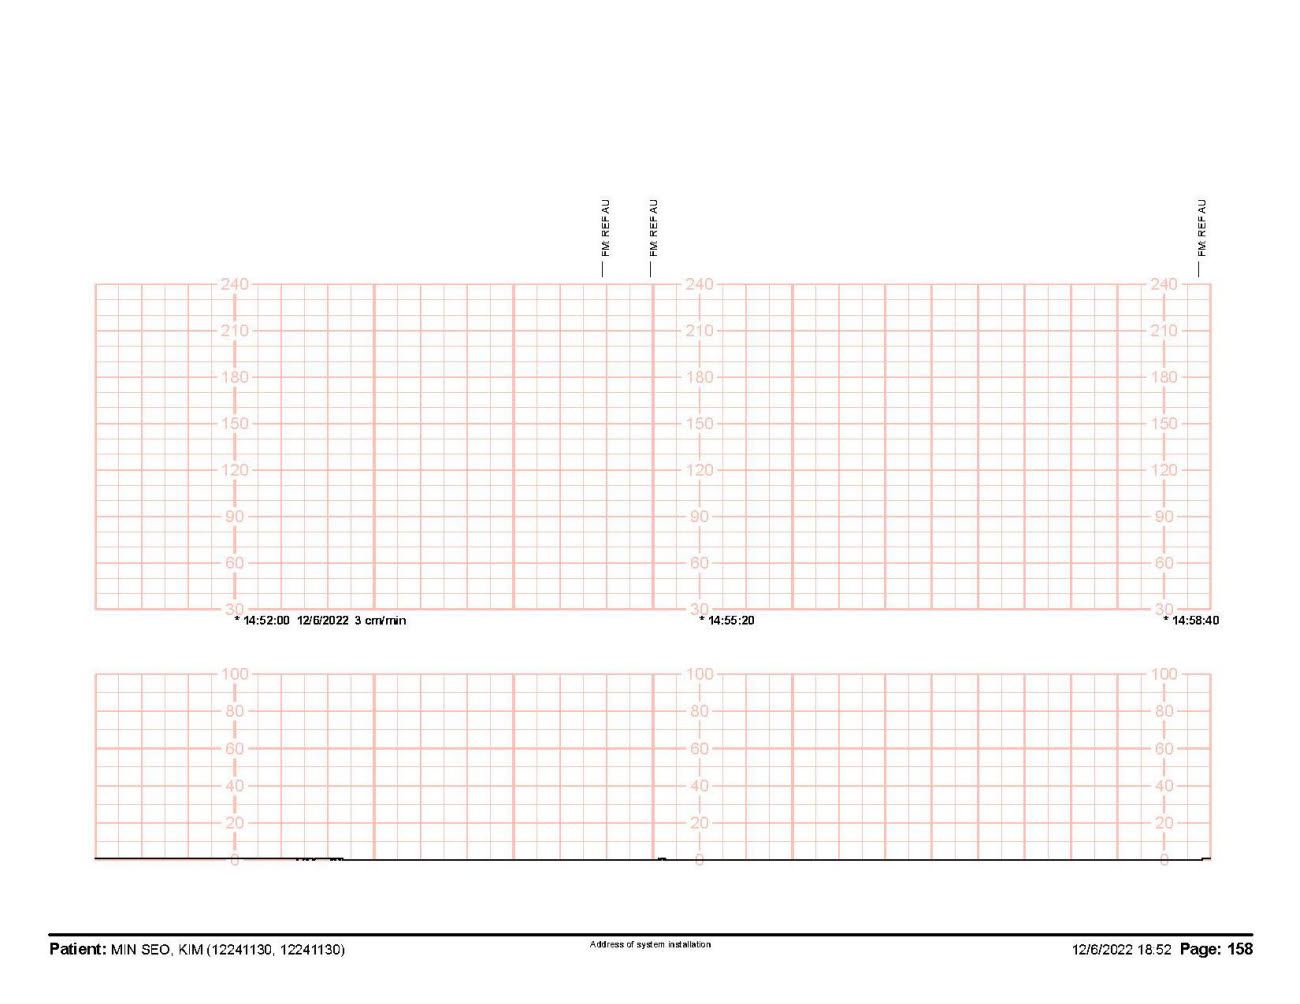 FM: REF AU
FM: REF AU
FM: REF AU
240 240 240
210 210 210
180 180 180
150 150 150
120 120 120
90 90 90
60 60 60
30 30 30
* 14:52:00 12/6/2022 3 cm/min * 14:55:20 * 14:58:40
100 100 100
80 80 80
60 60 60
40 40 40
20 20 20
0 0 0
Patient: MIN SEO, KIM (12241130, 12241130) Address of system installation 12/6/2022 18:52 Page: 158